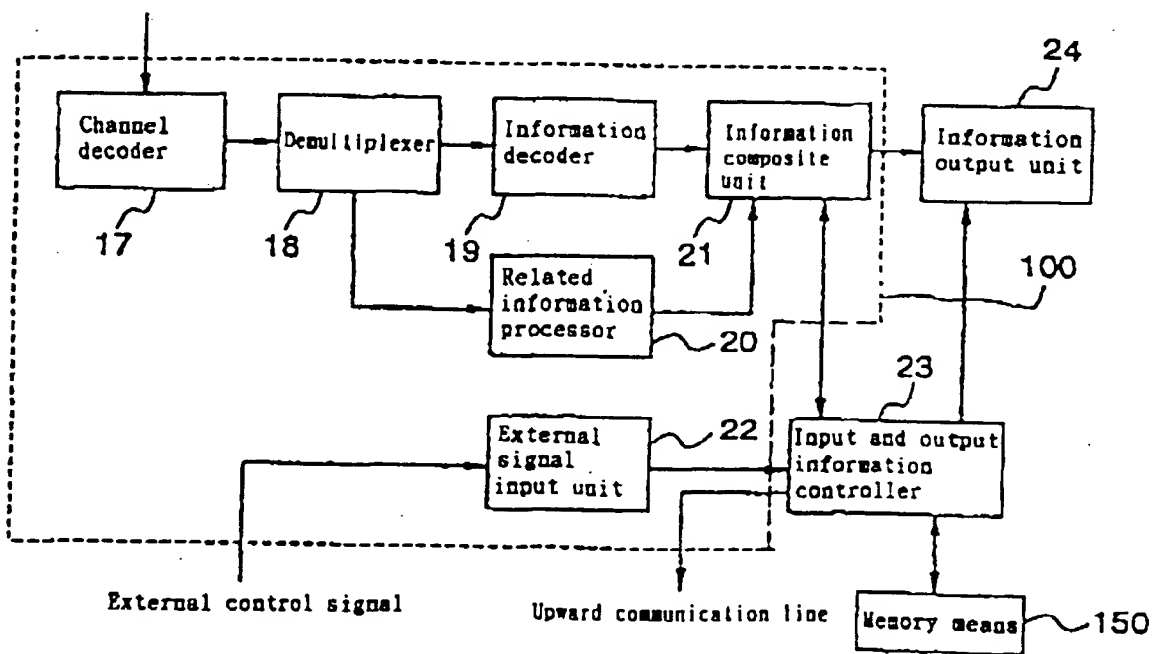 24
Channel
decoder
Demultiplexer
Information
decoder
Information
composite
unit
Information
output unit
17
18
19
21
100
Related
information
processor
20
23
External
signal
input unit
22
Input and output
information
controller
External control signal
Upward communication line
Memory means
150